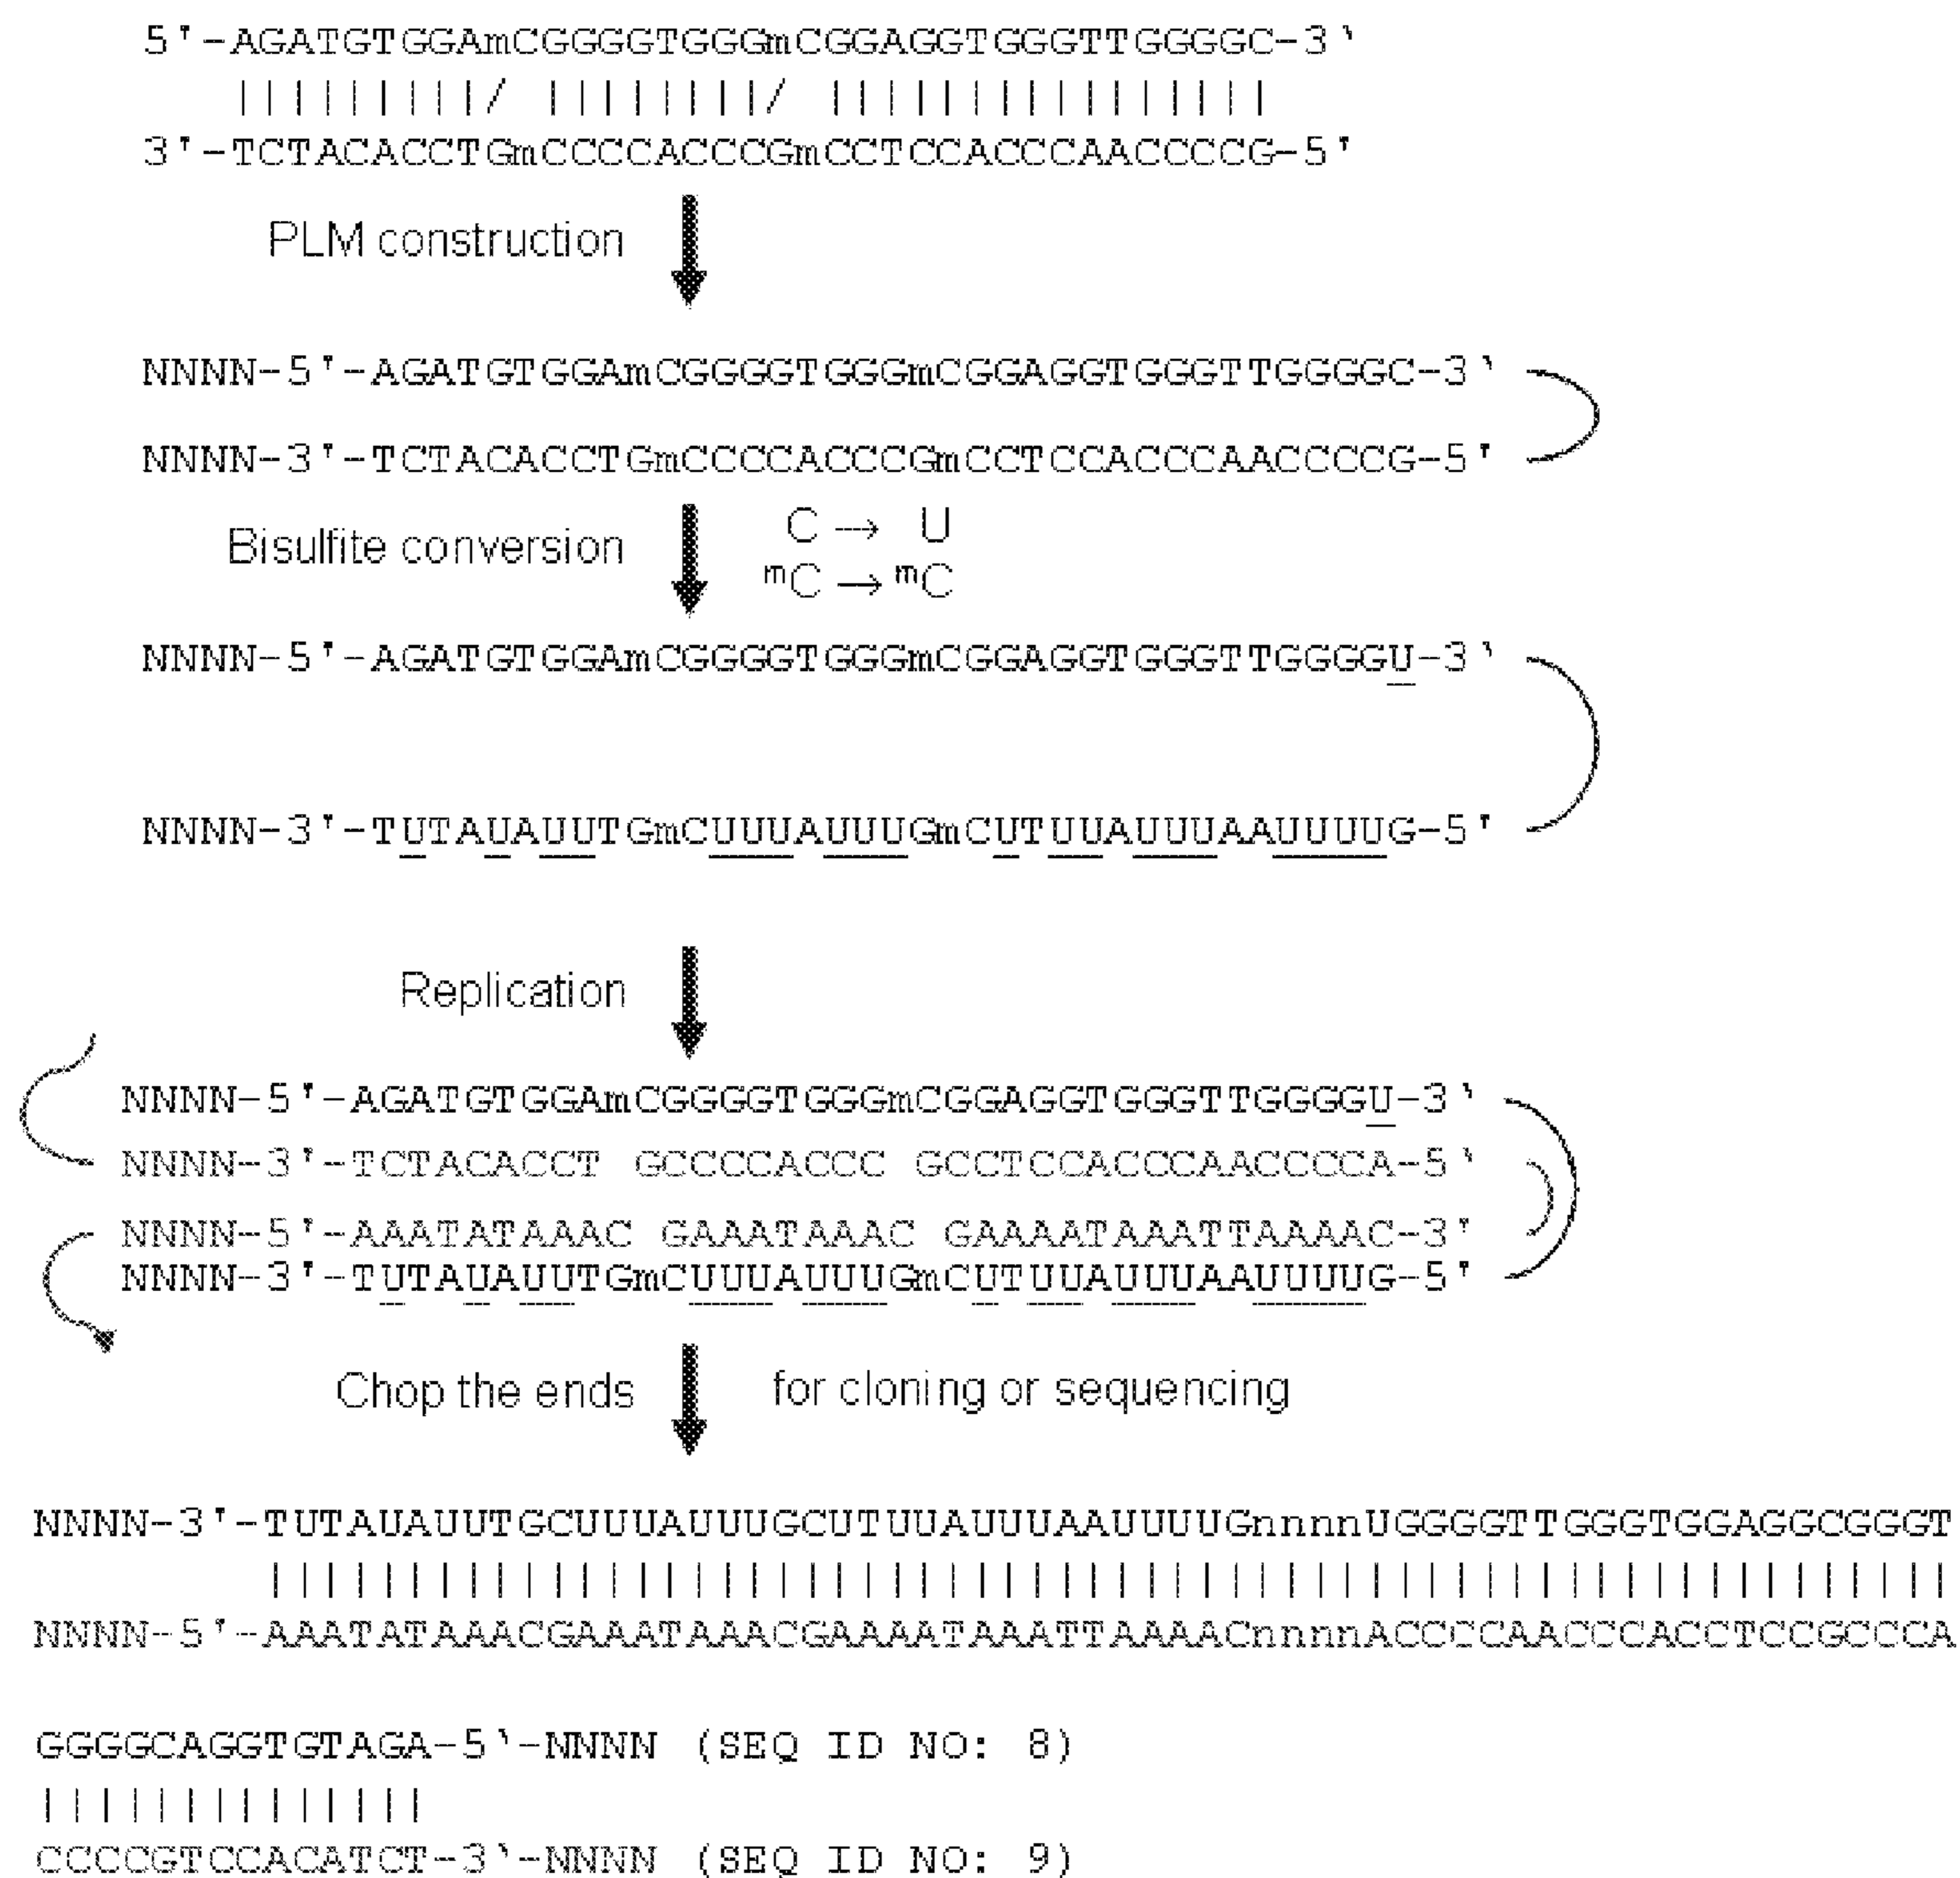 5'-AGATGTGGAmCGGGGTGGGmCGGAGGTGGGTTGGGGC-3'
|||||||||/ ||||||||/ ||||||||||||||||
3'-TCTACACCTGmCCCCACCCGmCCTCCACCCAACCCCG-5'
PLM construction
NNNN-5'-AGATGTGGAmCGGGGTGGGmCGGAGGTGGGTTGGGGC-3'
NNNN-3'-TCTACACCTGmCCCCACCCGmCCTCCACCCAACCCCG-5'
Bisulfite conversion
C → U
mC → mC
NNNN-5'-AGATGTGGAmCGGGGTGGGmCGGAGGTGGGTTGGGGU-3'
NNNN-3'-TUTAUAUUTGmCUUUAUUUGmCUTUUAUUUAAUUUUG-5'
Replication
NNNN-5'-AGATGTGGAmCGGGGTGGGmCGGAGGTGGGTTGGGGU-3'
NNNN-3'-TCTACACCT GCCCCACCC GCCTCCACCCAACCCCA-5'
NNNN-5'-AAATATAAAC GAAATAAAC GAAAATAAATTAAAAC-3'
NNNN-3'-TUTAUAUUTGmCUUUAUUUGmCUTUUAUUUAAUUUUG-5'
Chop the ends for cloning or sequencing
NNNN-3'-TUTAUAUUTGCUUUAUUUGCUTUUAUUUAAUUUUGnnnnUGGGGTTGGGTGGAGGCGGGT
||||||||||||||||||||||||||||||||||||||||||||||||||||||||||||
NNNN-5'-AAATATAAACGAAATAAACGAAAATAAATTAAAACnnnnACCCCAACCCACCTCCGCCCA
GGGGCAGGTGTAGA-5'-NNNN (SEQ ID NO: 8)
||||||||||||||
CCCCGTCCACATCT-3'-NNNN (SEQ ID NO: 9)